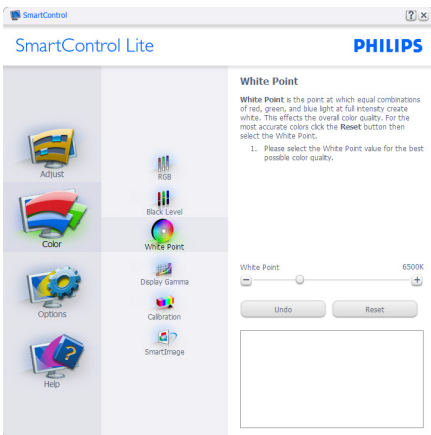 SmartControl
SmartControl Lite
PHILIPS
Adjust
Color
Options
Help
RGB
Black Level
White Point
Display Gamma
Calibration
SmartImage
White Point
White Point is the point at which equal combinations
of red, green, and blue light at full intensity create
white. This effects the overall color quality. For the
most accurate colors click the Reset button then
select the White Point.
1. Please select the White Point value for the best
possible color quality.
White Point 6500K
Undo Reset